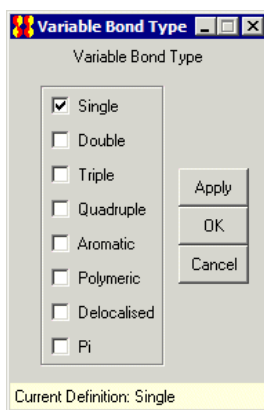 Variable Bond Type
Variable Bond Type
Single
Double
Triple
Quadruple
Aromatic
Polymeric
Delocalised
Pi
Apply
OK
Cancel
Current Definition: Single